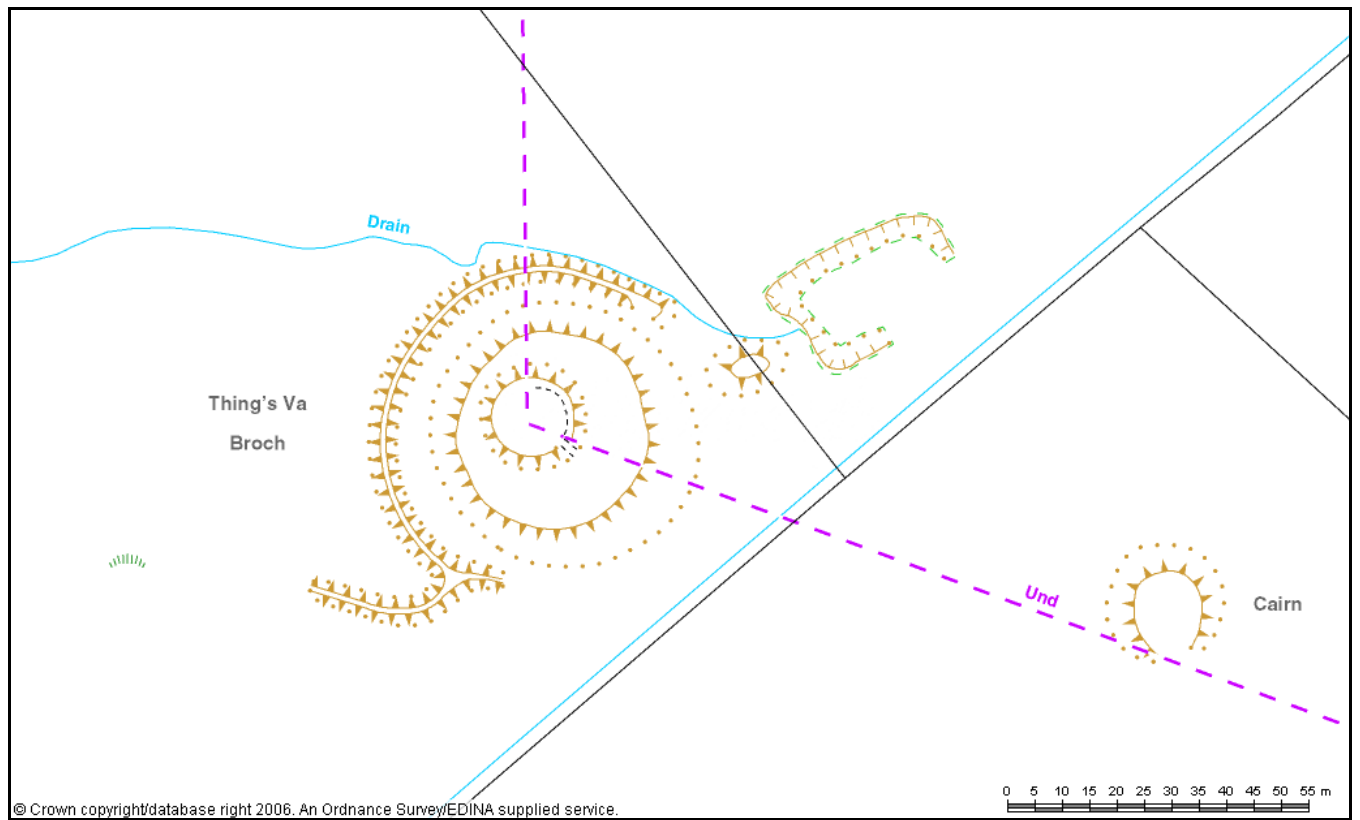 Drain
Thing's Va
Broch
Und
Cairn
0 5 10 15 20 25 30 35 40 45 50 55 m
© Crown copyright/database right 2006. An Ordnance Survey/EDINA supplied service.